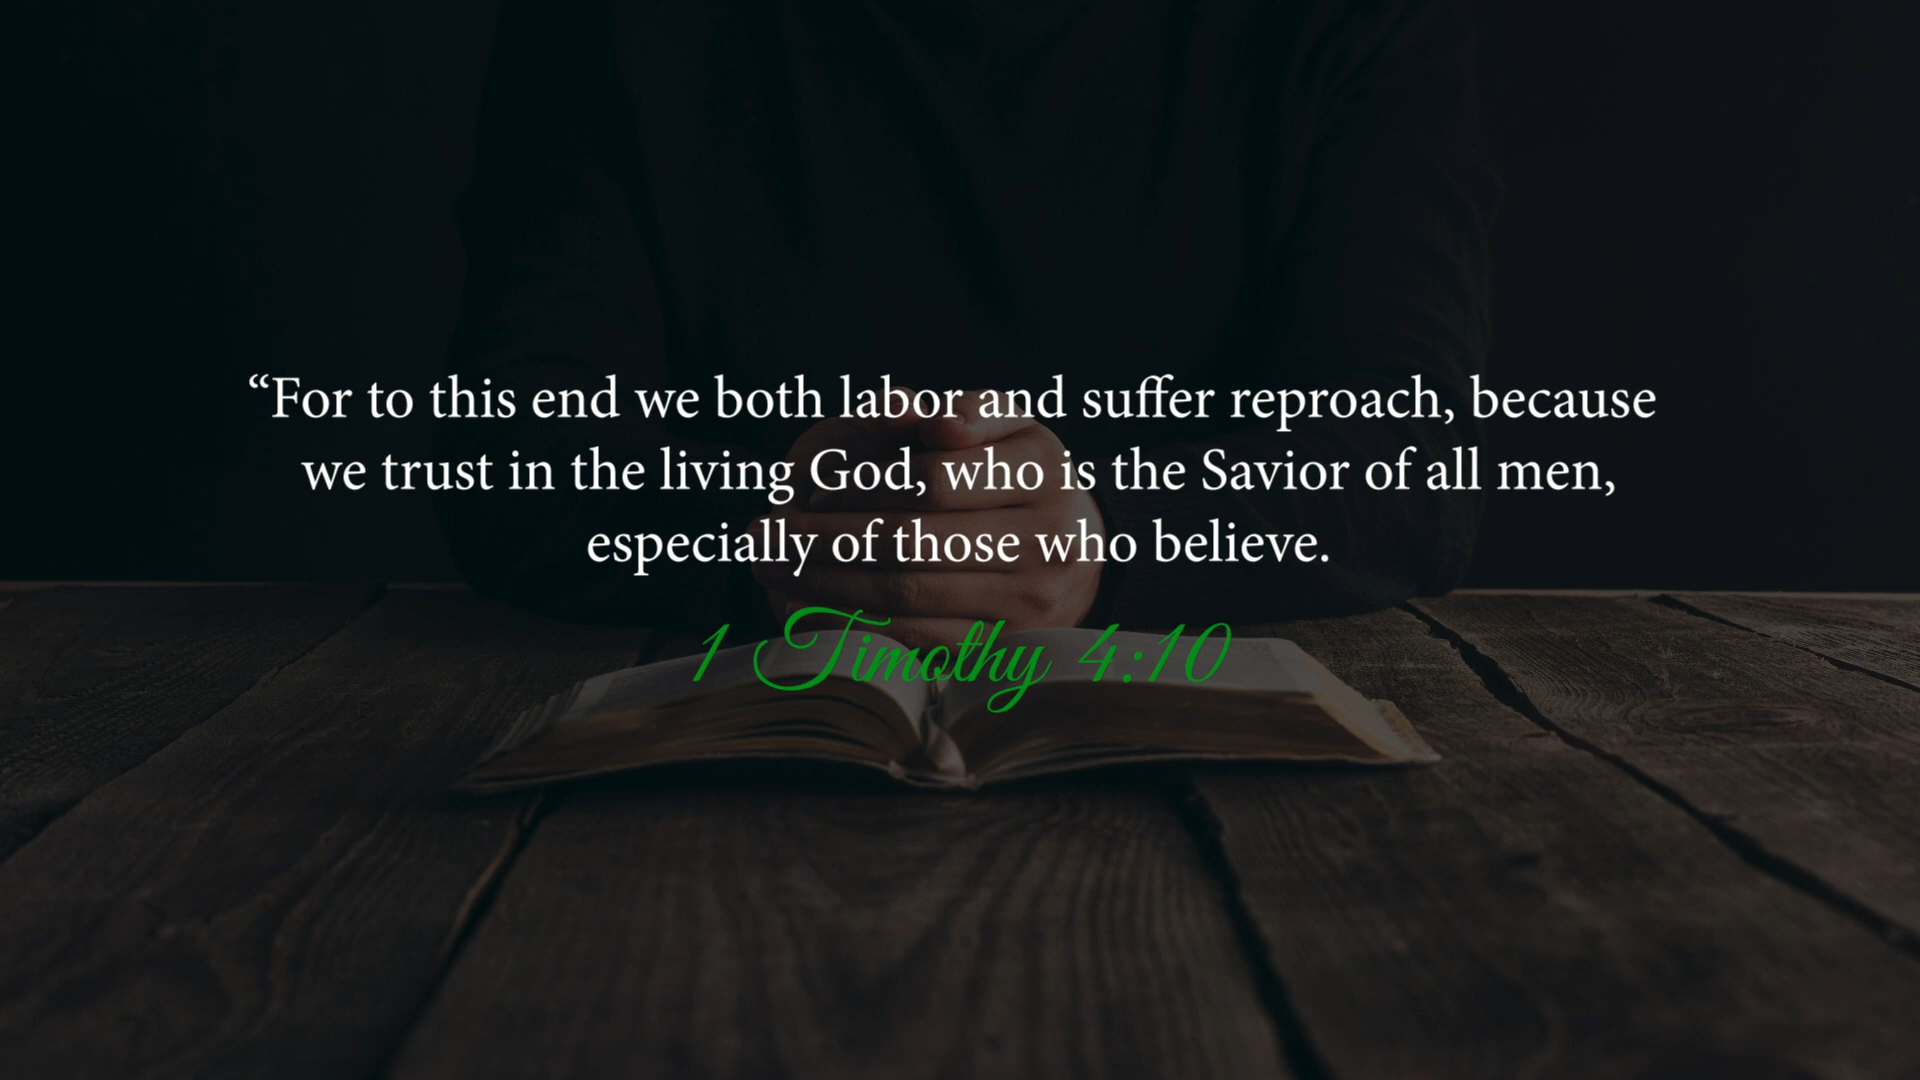 “For to this end we both labor and suffer reproach, because
we trust in the living God, who is the Savior of all men,
especially of those who believe.
1 Timothy 4:10